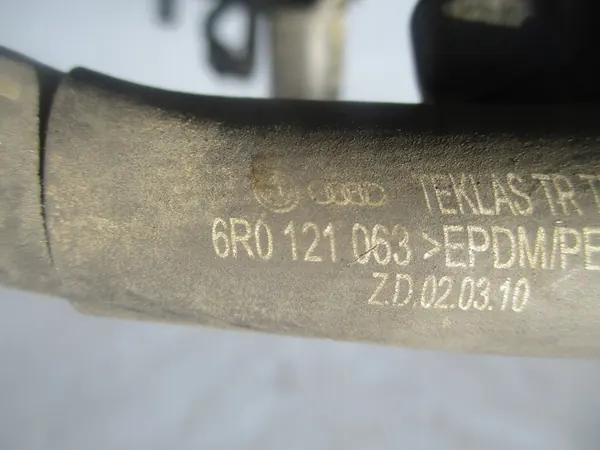 TEKLAS TR T
6R0 121 063 >EPDM/PE
Z.D.02.03.10